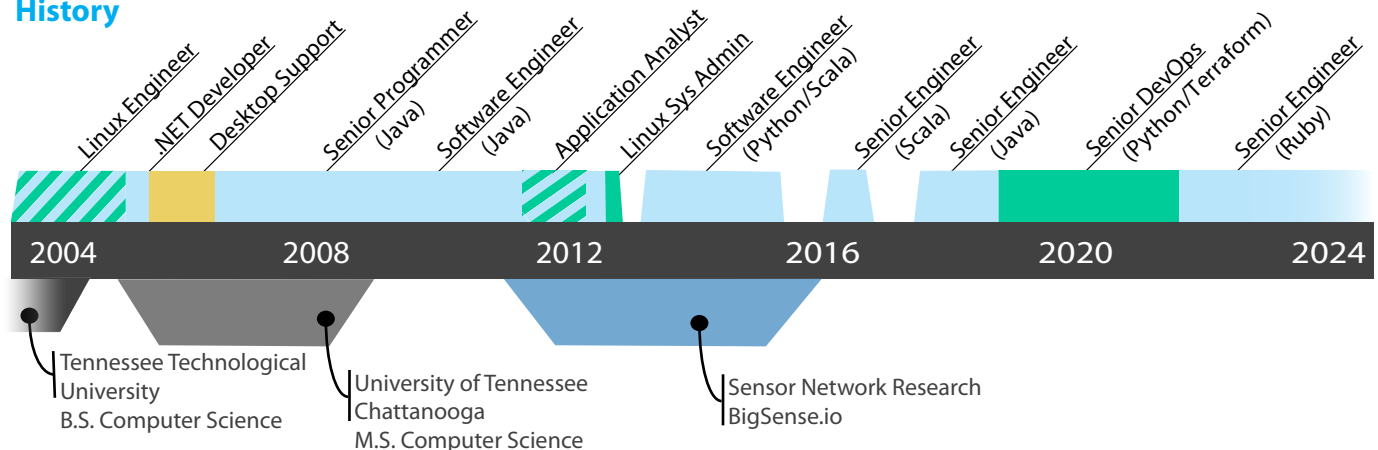 History
Linux Engineer
.NET Developer
Desktop Support
Senior Programmer
(Java)
Software Engineer
(Java)
Application Analyst
Linux Sys Admin
Software Engineer
(Python/Scala)
Senior Engineer
(Scala)
Senior Engineer
(Java)
Senior DevOps
(Python/Terraform)
Senior Engineer
(Ruby)
2004 2008 2012 2016 2020 2024
Tennessee Technological
University
B.S. Computer Science
University of Tennessee
Chattanooga
M.S. Computer Science
Sensor Network Research
BigSense.io